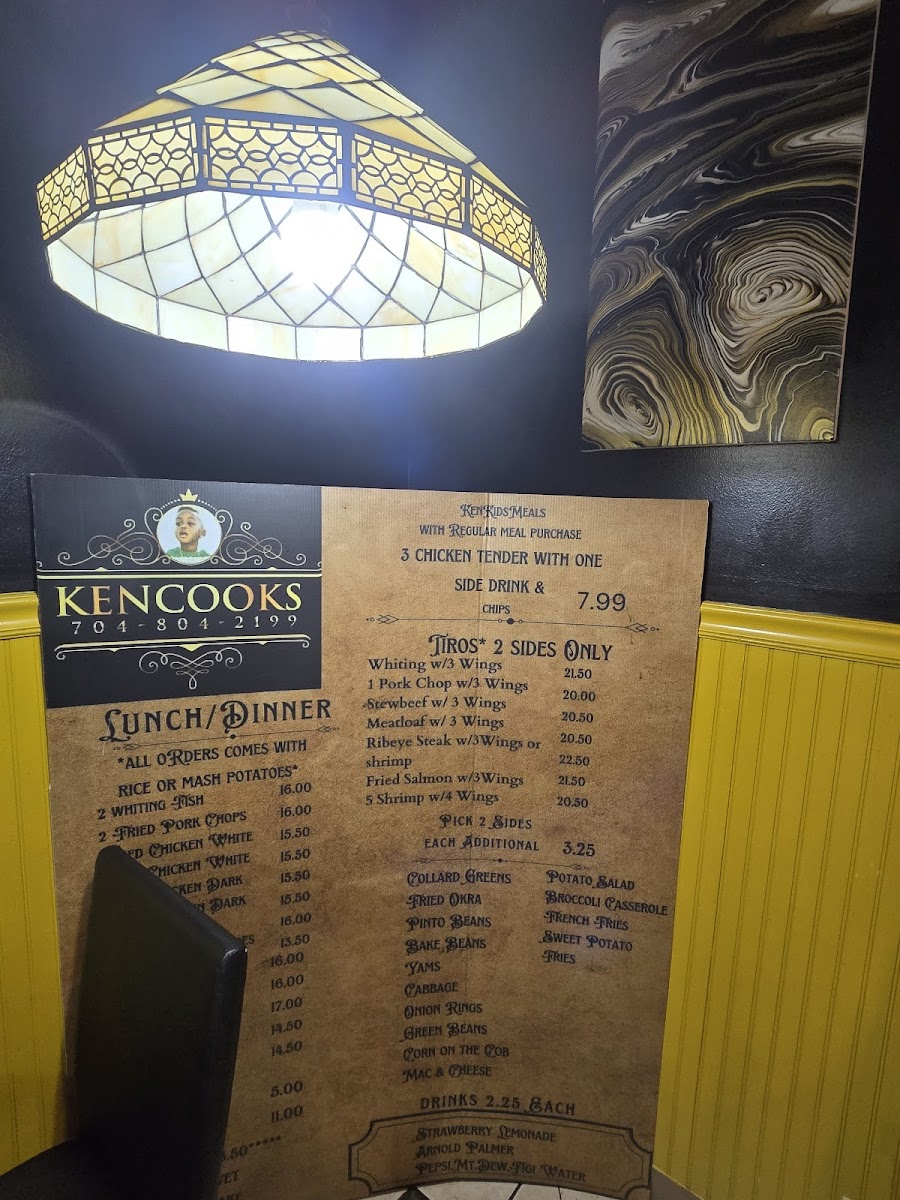 KENCOOKS
704-804-2199
LUNCH/DINNER
*ALL ORDERS COMES WITH
RICE OR MASH POTATOES*
2 WHITING FISH 16.00
2 FRIED PORK CHOPS 16.00
CHICKEN WHITE 15.50
CHICKEN WHITE 15.50
DARK 15.50
DARK 15.50
16.00
13.50
16.00
16.00
17.00
14.50
14.50
5.00
11.00
KENKIDSMEALS
WITH REGULAR MEAL PURCHASE
3 CHICKEN TENDER WITH ONE
SIDE DRINK &
CHIPS 7.99
TIROS* 2 SIDES ONLY
Whiting w/3 Wings 21.50
1 Pork Chop w/3 Wings 20.00
Stewbeef w/ 3 Wings 20.50
Meatloaf w/ 3 Wings 20.50
Ribeye Steak w/3Wings or
shrimp 22.50
Fried Salmon w/3Wings 21.50
5 Shrimp w/4 Wings 20.50
PICK 2 SIDES
EACH ADDITIONAL 3.25
COLLARD GREENS
FRIED OKRA
PINTO BEANS
BAKE BEANS
YAMS
CABBAGE
ONION RINGS
GREEN BEANS
CORN ON THE COB
MAC & CHEESE
POTATO SALAD
BROCCOLI CASSEROLE
FRENCH FRIES
SWEET POTATO
FRIES
DRINKS 2.25 EACH
STRAWBERRY LEMONADE
ARNOLD PALMER
PEPSI,MT.DEW,FIGI WATER